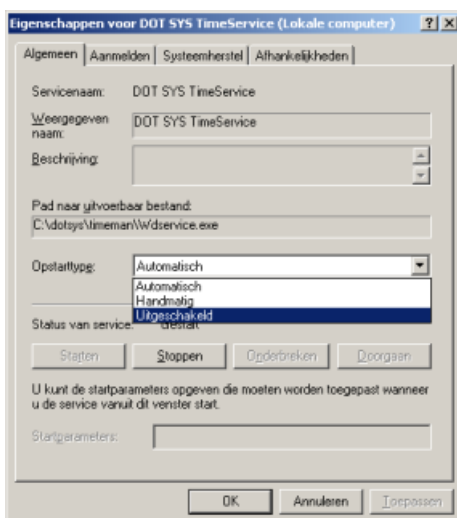 Eigenschappen voor DOT SYS TimeService (Lokale computer)
Algemeen Aanmelden Systeemherstel Afhankelijkheden
Servicenaam: DOT SYS TimeService
Weergegeven naam: DOT SYS TimeService
Beschrijving:
Pad naar uitvoerbaar bestand:
C:\dotsys\timeman\Wdservice.exe
Opstarttype: Automatisch
Automatisch
Handmatig
Uitgeschakeld
Status van service: Gestart
Starten Stoppen Onderbreken Doorgaan
U kunt de startparameters opgeven die moeten worden toegepast wanneer
u de service vanuit dit venster start.
Startparameters:
OK Annuleren Toepassen